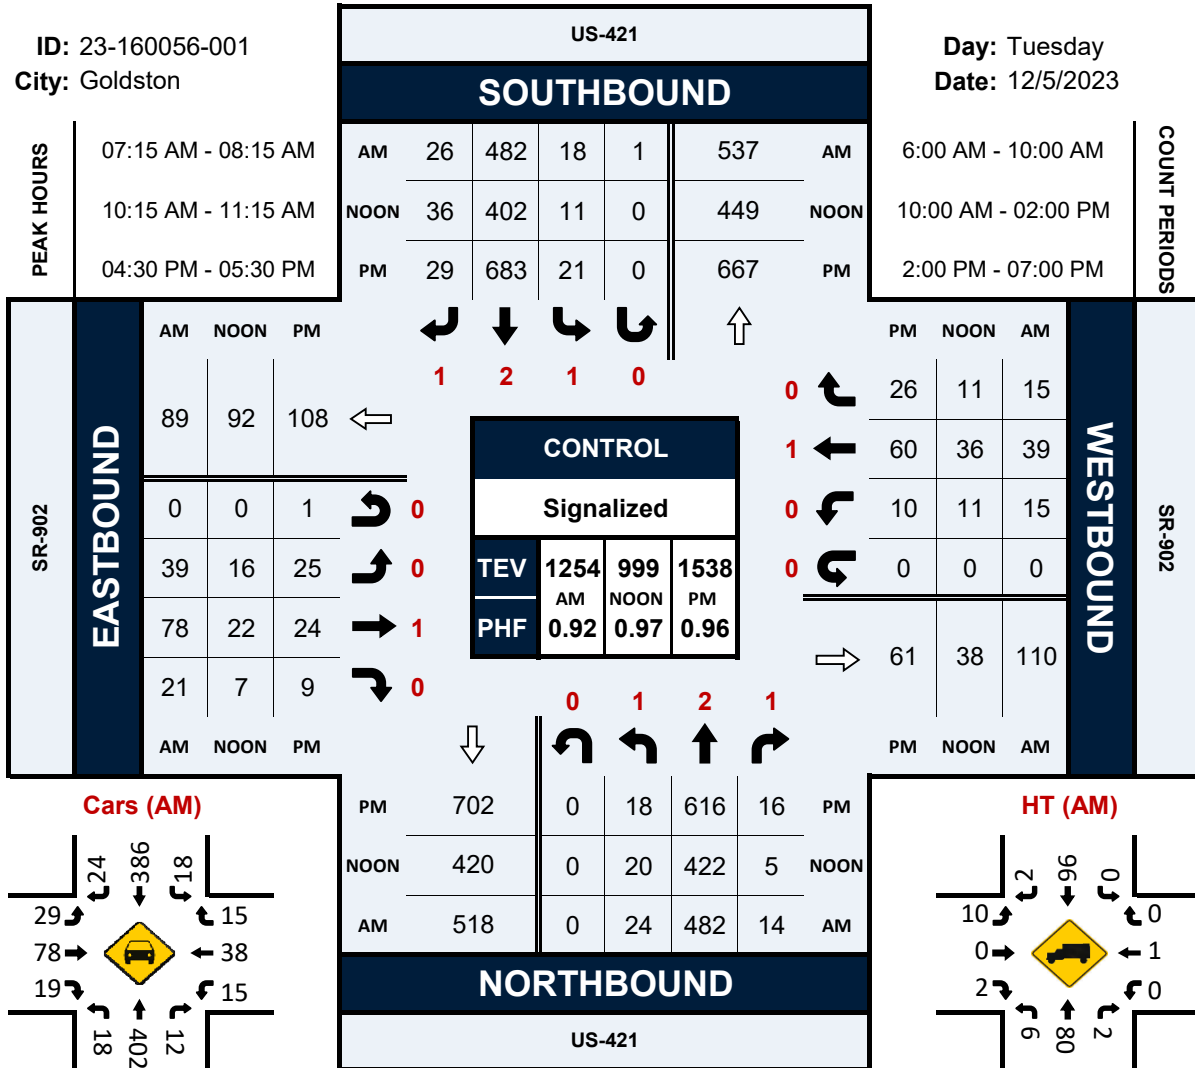 US-421
ID: 23-160056-001
City: Goldston
Day: Tuesday
Date: 12/5/2023
SOUTHBOUND
PEAK HOURS
07:15 AM - 08:15 AM
10:15 AM - 11:15 AM
04:30 PM - 05:30 PM
AM 26 482 18 1 537 AM
NOON 36 402 11 0 449 NOON
PM 29 683 21 0 667 PM
6:00 AM - 10:00 AM
10:00 AM - 02:00 PM
2:00 PM - 07:00 PM
COUNT PERIODS
1 2 1 0
SR-902
EASTBOUND
AM NOON PM
89 92 108
0 0 1 0
39 16 25 0
78 22 24 1
21 7 9 0
AM NOON PM
CONTROL
Signalized
TEV 1254 999 1538
AM NOON PM
PHF 0.92 0.97 0.96
PM NOON AM
0 26 11 15
1 60 36 39
0 10 11 15
0 0 0 0
61 38 110
PM NOON AM
WESTBOUND
SR-902
0 1 2 1
PM 702 0 18 616 16 PM
NOON 420 0 20 422 5 NOON
AM 518 0 24 482 14 AM
NORTHBOUND
US-421
Cars (AM)
24 386 18
29 15
78 38
19 15
18 402 12
HT (AM)
2 96 0
10 0
0 1
2 0
6 80 2